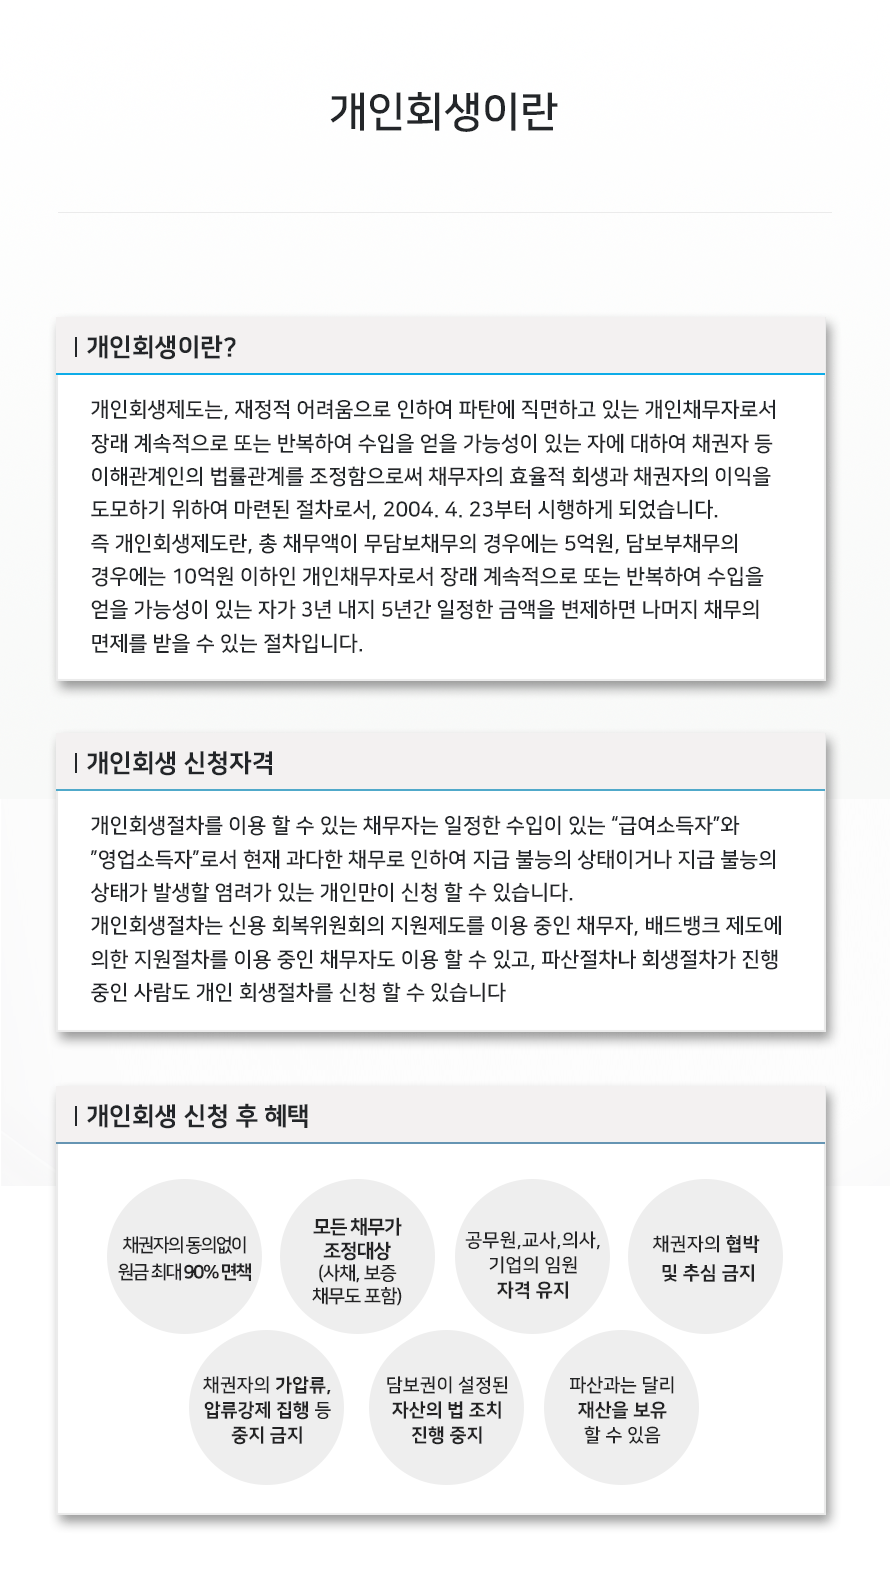 개인회생이란
개인회생이란?
개인회생제도는, 재정적 어려움으로 인하여 파탄에 직면하고 있는 개인채무자로서
장래 계속적으로 또는 반복하여 수입을 얻을 가능성이 있는 자에 대하여 채권자 등
이해관계인의 법률관계를 조정함으로써 채무자의 효율적 회생과 채권자의 이익을
도모하기 위하여 마련된 절차로서, 2004. 4. 23부터 시행하게 되었습니다.
즉 개인회생제도란, 총 채무액이 무담보채무의 경우에는 5억원, 담보부채무의
경우에는 10억원 이하인 개인채무자로서 장래 계속적으로 또는 반복하여 수입을
얻을 가능성이 있는 자가 3년 내지 5년간 일정한 금액을 변제하면 나머지 채무의
면제를 받을 수 있는 절차입니다.
개인회생 신청자격
개인회생절차를 이용 할 수 있는 채무자는 일정한 수입이 있는 “급여소득자”와
”영업소득자”로서 현재 과다한 채무로 인하여 지급 불능의 상태이거나 지급 불능의
상태가 발생할 염려가 있는 개인만이 신청 할 수 있습니다.
개인회생절차는 신용 회복위원회의 지원제도를 이용 중인 채무자, 배드뱅크 제도에
의한 지원절차를 이용 중인 채무자도 이용 할 수 있고, 파산절차나 회생절차가 진행
중인 사람도 개인 회생절차를 신청 할 수 있습니다
개인회생 신청 후 혜택
채권자의 동의없이
원금 최대 90% 면책
모든 채무가
조정대상
(사채, 보증
채무도 포함)
공무원,교사,의사,
기업의 임원
자격 유지
채권자의 협박
및 추심 금지
채권자의 가압류,
압류강제 집행 등
중지 금지
담보권이 설정된
자산의 법 조치
진행 중지
파산과는 달리
재산을 보유
할 수 있음